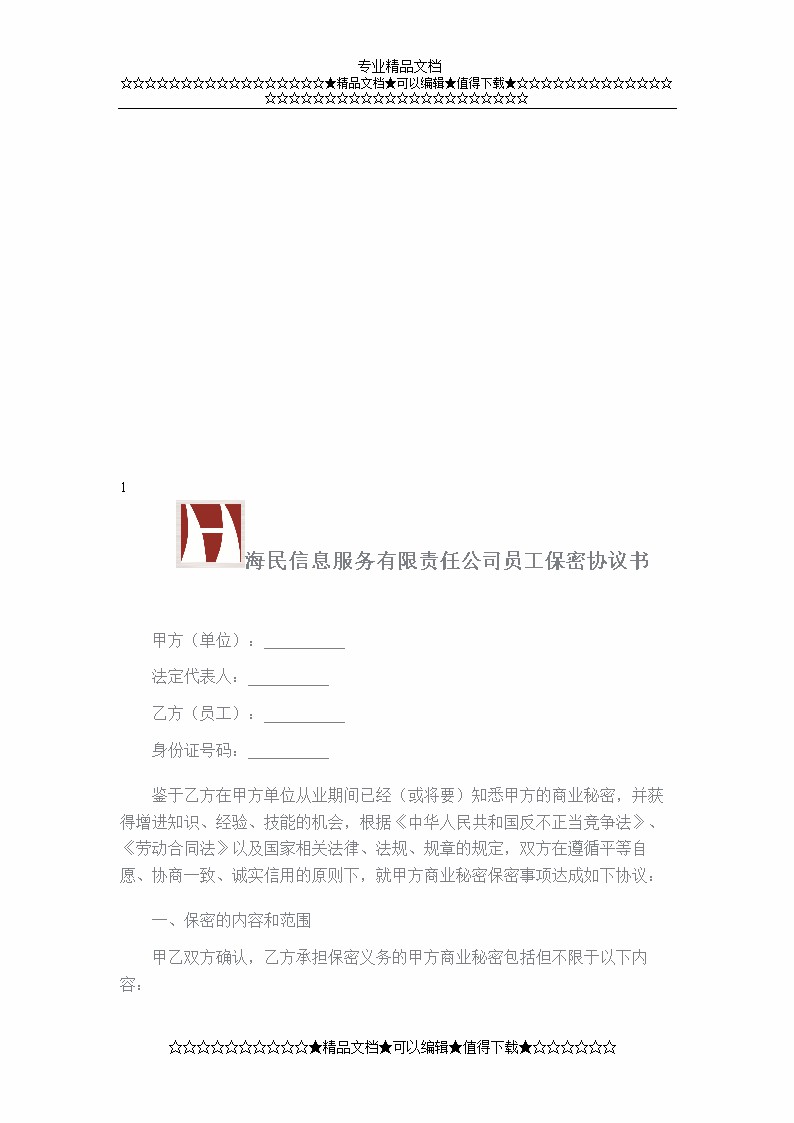 专业精品文档
☆☆☆☆☆☆☆☆☆☆☆☆☆☆☆☆☆★精品文档★可以编辑★值得下载★☆☆☆☆☆☆☆☆☆☆☆☆☆
☆☆☆☆☆☆☆☆☆☆☆☆☆☆☆☆☆☆☆☆☆☆
1
海民信息服务有限责任公司员工保密协议书
甲方（单位）：__________
法定代表人：__________
乙方（员工）：__________
身份证号码：__________
鉴于乙方在甲方单位从业期间已经（或将要）知悉甲方的商业秘密，并获
得增进知识、经验、技能的机会，根据《中华人民共和国反不正当竞争法》、
《劳动合同法》以及国家相关法律、法规、规章的规定，双方在遵循平等自
愿、协商一致、诚实信用的原则下，就甲方商业秘密保密事项达成如下协议：
一、保密的内容和范围
甲乙双方确认，乙方承担保密义务的甲方商业秘密包括但不限于以下内
容：
☆☆☆☆☆☆☆☆☆☆★精品文档★可以编辑★值得下载★☆☆☆☆☆☆